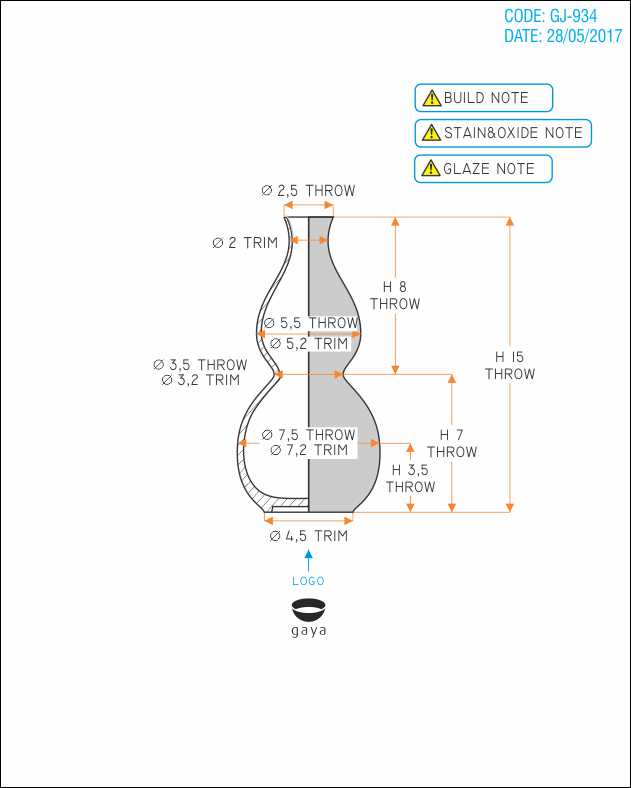 CODE: GJ-934
DATE: 28/05/2017
BUILD NOTE
STAIN&OXIDE NOTE
GLAZE NOTE
Ø 2,5 THROW
Ø 2 TRIM
H 8
THROW
Ø 5,5 THROW
Ø 5,2 TRIM
Ø 3,5 THROW
Ø 3,2 TRIM
H 15
THROW
Ø 7,5 THROW
Ø 7,2 TRIM
H 7
THROW
H 3,5
THROW
Ø 4,5 TRIM
LOGO
gaya